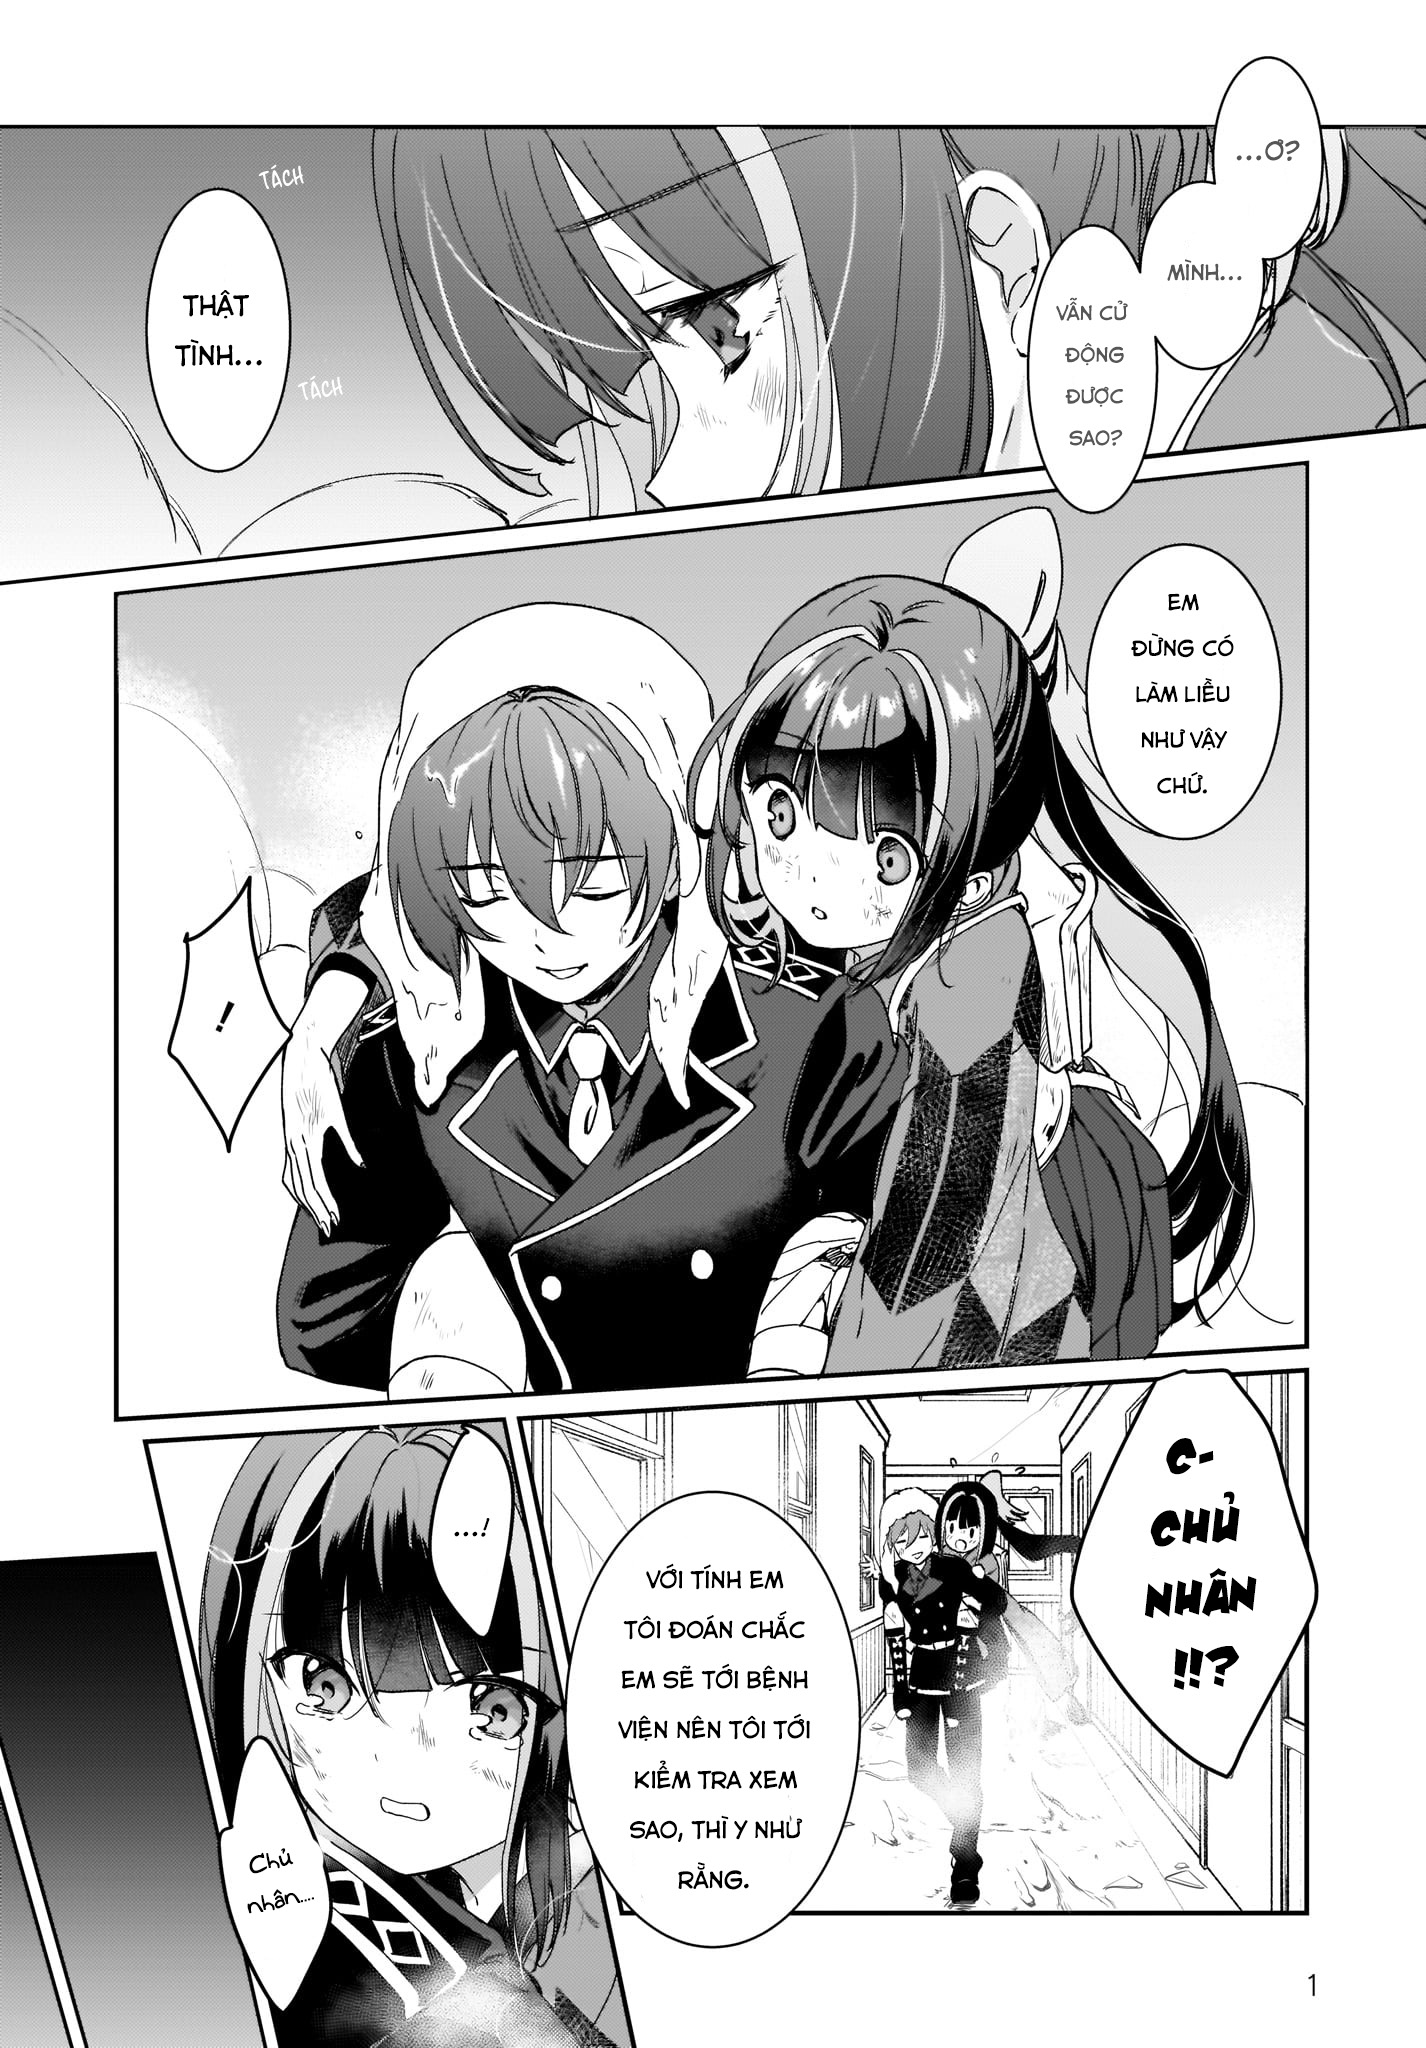 ...Ơ?
MÌNH...
VẪN CỬ
ĐỘNG
ĐƯỢC
SAO?
TÁCH
THẬT
TÌNH...
TÁCH
EM
ĐỪNG CÓ
LÀM LIỀU
NHƯ VẬY
CHỨ.
!
C-
CHỦ
NHÂN
!!?
VỚI TÍNH EM
TÔI ĐOÁN CHẮC
EM SẼ TỚI BỆNH
VIỆN NÊN TÔI TỚI
KIỂM TRA XEM
SAO, THÌ Y NHƯ
RẰNG.
...!
Chủ
nhân....
1